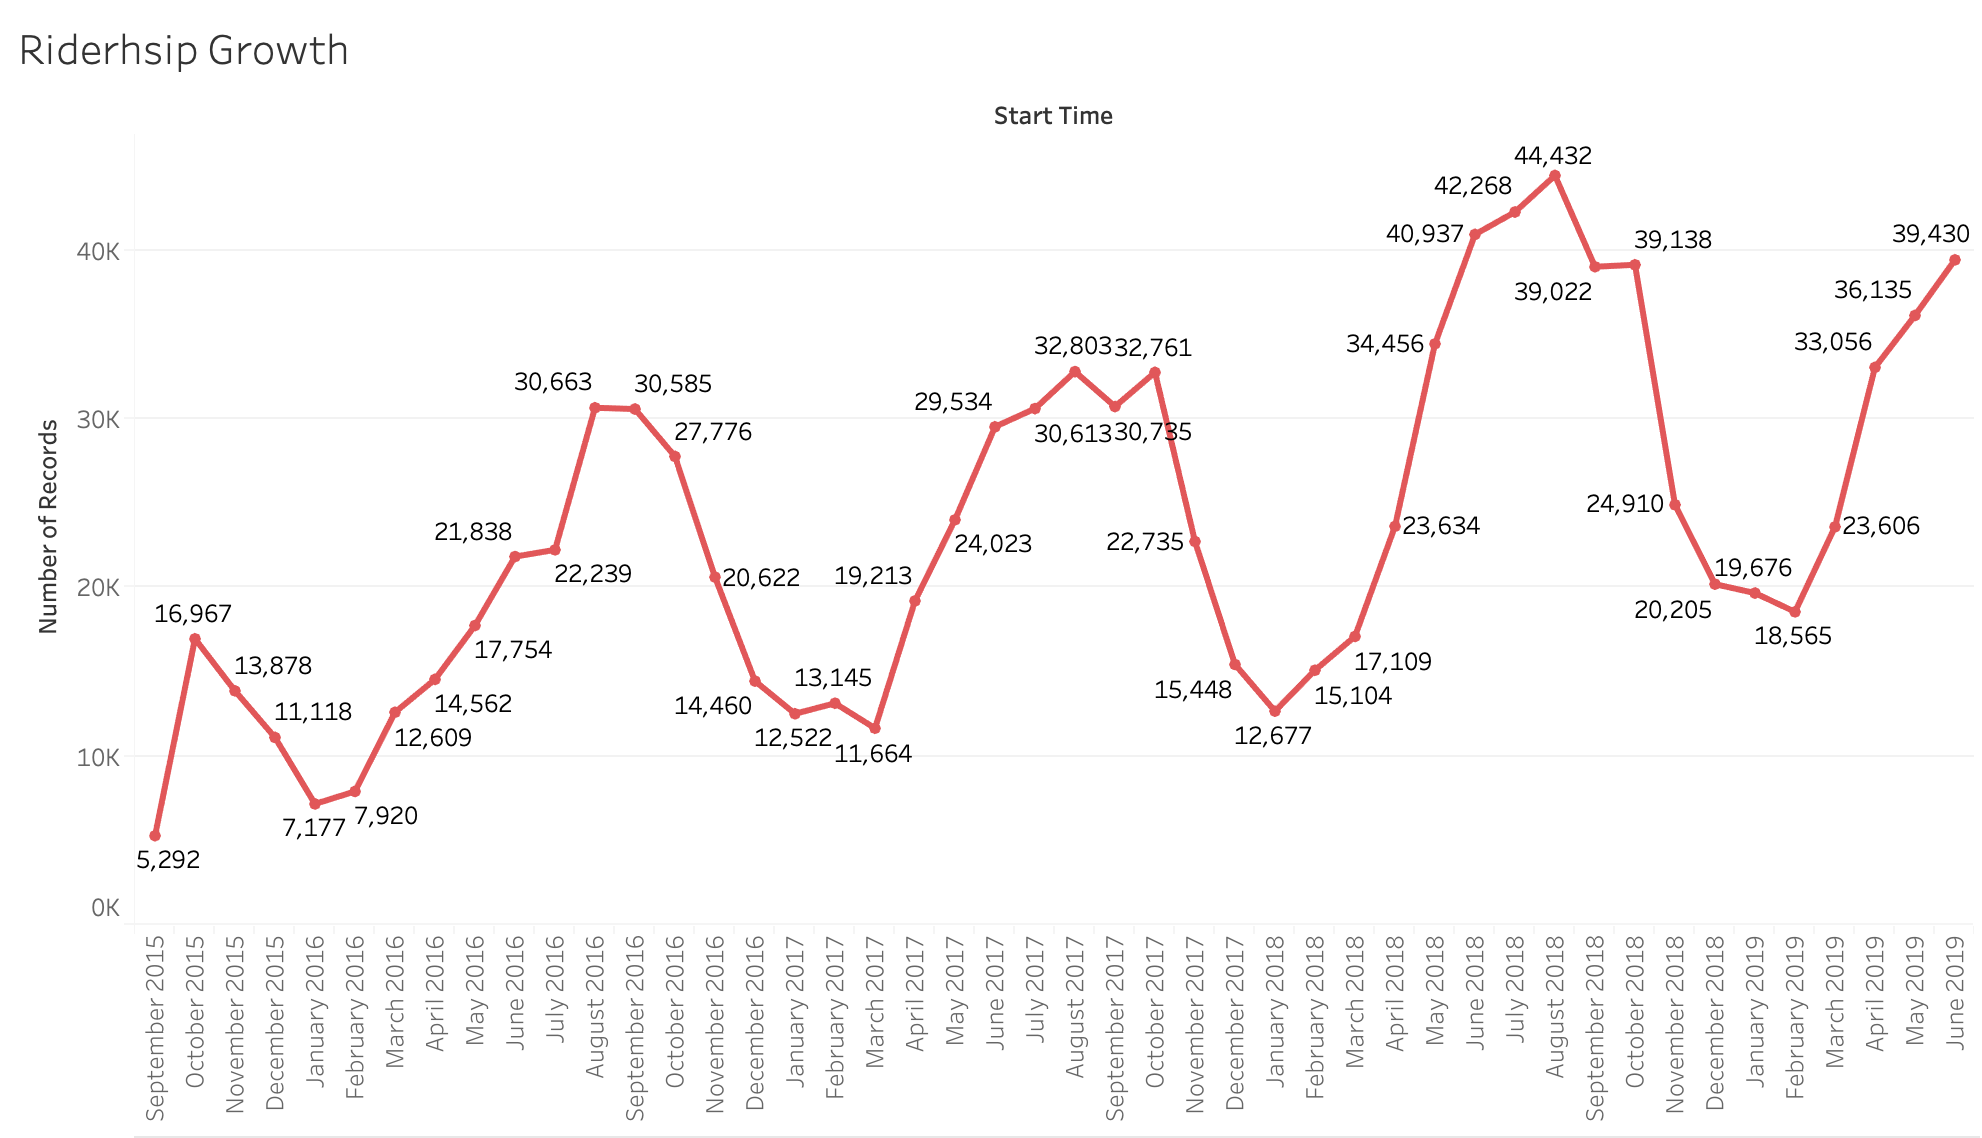 Riderhsip Growth
Start Time
Number of Records
40K
30K
20K
10K
0K
5,292
16,967
13,878
11,118
7,177
7,920
12,609
14,562
17,754
21,838
22,239
30,663
30,585
27,776
20,622
14,460
12,522
13,145
11,664
19,213
24,023
29,534
30,613
32,803
30,735
32,761
22,735
15,448
12,677
15,104
17,109
23,634
34,456
40,937
42,268
44,432
39,022
39,138
24,910
20,205
19,676
18,565
23,606
33,056
36,135
39,430
September 2015
October 2015
November 2015
December 2015
January 2016
February 2016
March 2016
April 2016
May 2016
June 2016
July 2016
August 2016
September 2016
October 2016
November 2016
December 2016
January 2017
February 2017
March 2017
April 2017
May 2017
June 2017
July 2017
August 2017
September 2017
October 2017
November 2017
December 2017
January 2018
February 2018
March 2018
April 2018
May 2018
June 2018
July 2018
August 2018
September 2018
October 2018
November 2018
December 2018
January 2019
February 2019
March 2019
April 2019
May 2019
June 2019